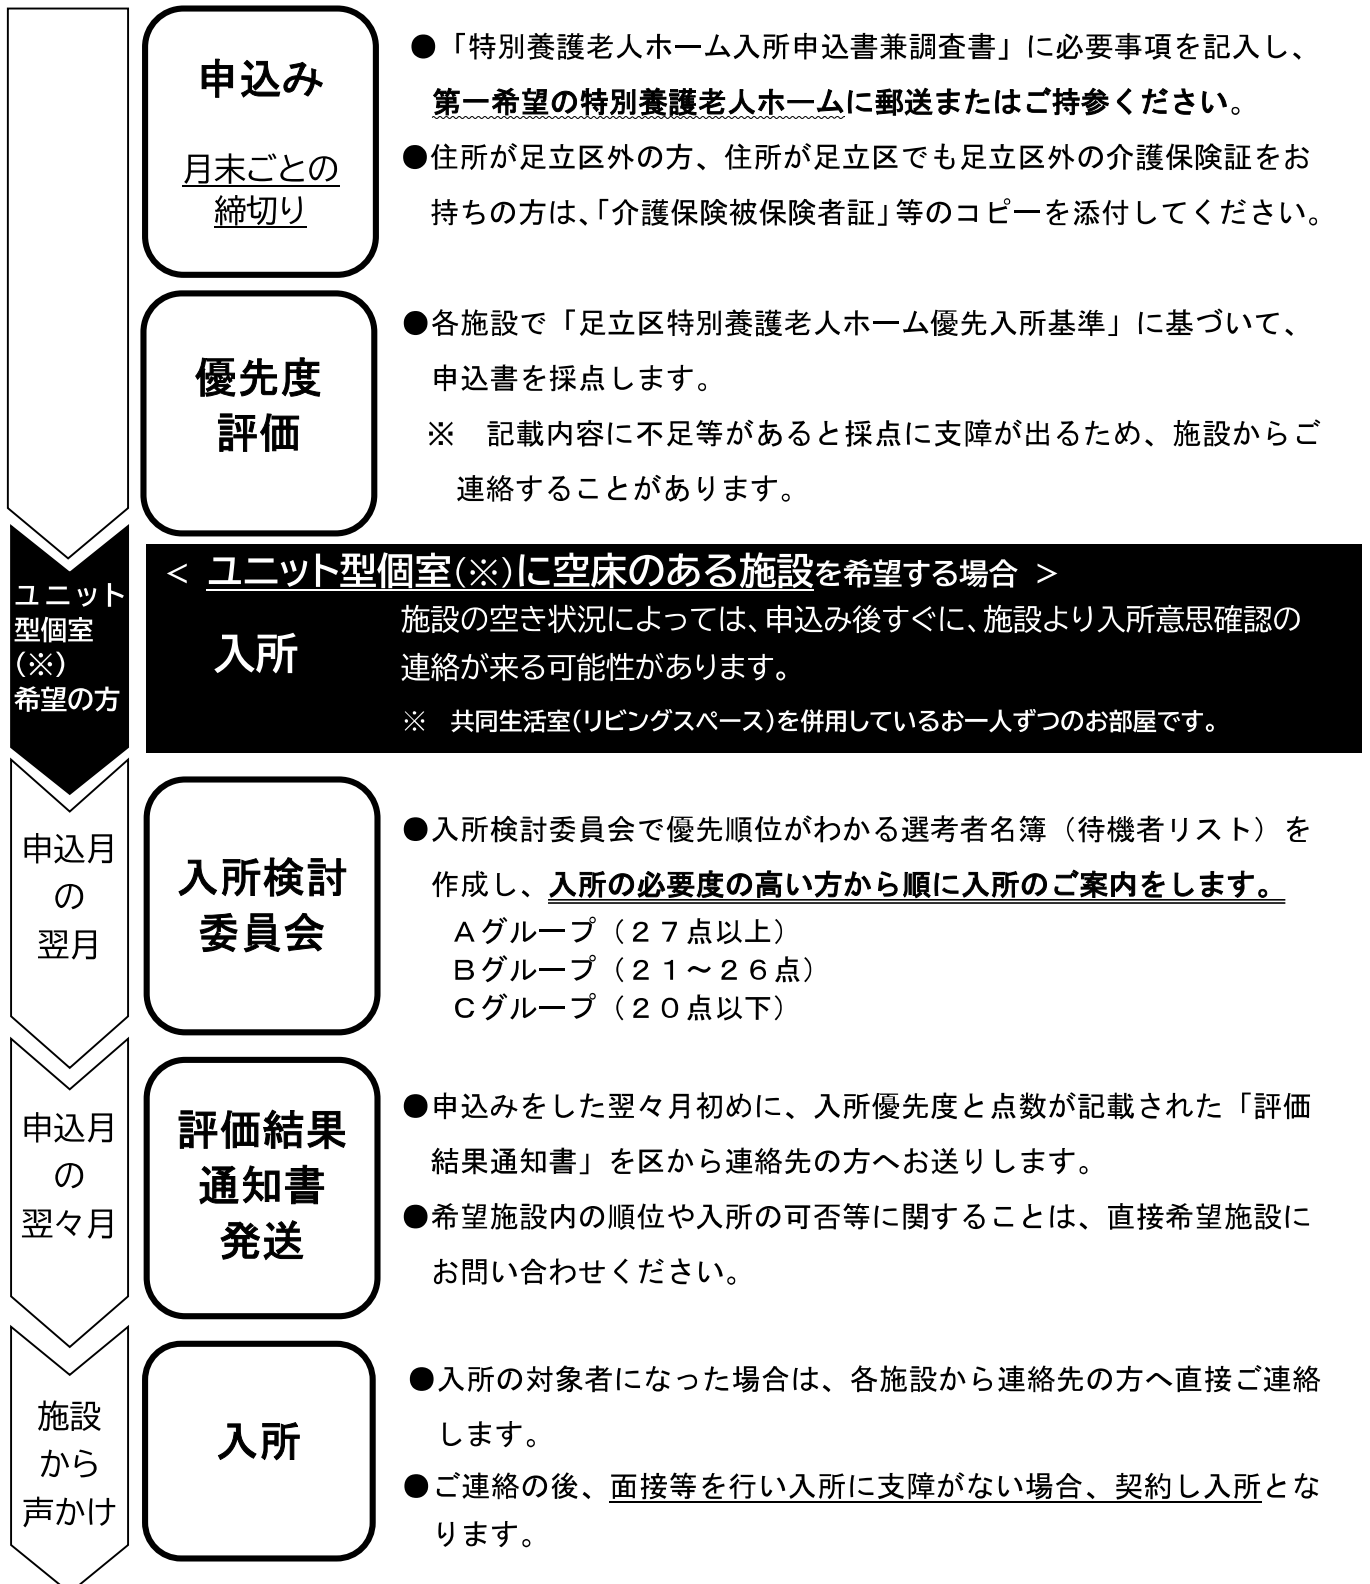 申込み
月末ごとの
締切り
●「特別養護老人ホーム入所申込書兼調査書」に必要事項を記入し、
第一希望の特別養護老人ホームに郵送またはご持参ください。
●住所が足立区外の方、住所が足立区でも足立区外の介護保険証をお
持ちの方は、「介護保険被保険者証」等のコピーを添付してください。
優先度
評価
●各施設で「足立区特別養護老人ホーム優先入所基準」に基づいて、
申込書を採点します。
※　記載内容に不足等があると採点に支障が出るため、施設からご
連絡することがあります。
ユニット
型個室
(※)
希望の方
＜ ユニット型個室(※)に空床のある施設を希望する場合 ＞
入所
施設の空き状況によっては、申込み後すぐに、施設より入所意思確認の
連絡が来る可能性があります。
※　共同生活室(リビングスペース)を併用しているお一人ずつのお部屋です。
申込月
の
翌月
入所検討
委員会
●入所検討委員会で優先順位がわかる選考者名簿（待機者リスト）を
作成し、入所の必要度の高い方から順に入所のご案内をします。
Ａグループ（２７点以上）
Ｂグループ（２１～２６点）
Ｃグループ（２０点以下）
申込月
の
翌々月
評価結果
通知書
発送
●申込みをした翌々月初めに、入所優先度と点数が記載された「評価
結果通知書」を区から連絡先の方へお送りします。
●希望施設内の順位や入所の可否等に関することは、直接希望施設に
お問い合わせください。
施設
から
声かけ
入所
●入所の対象者になった場合は、各施設から連絡先の方へ直接ご連絡
します。
●ご連絡の後、面接等を行い入所に支障がない場合、契約し入所とな
ります。